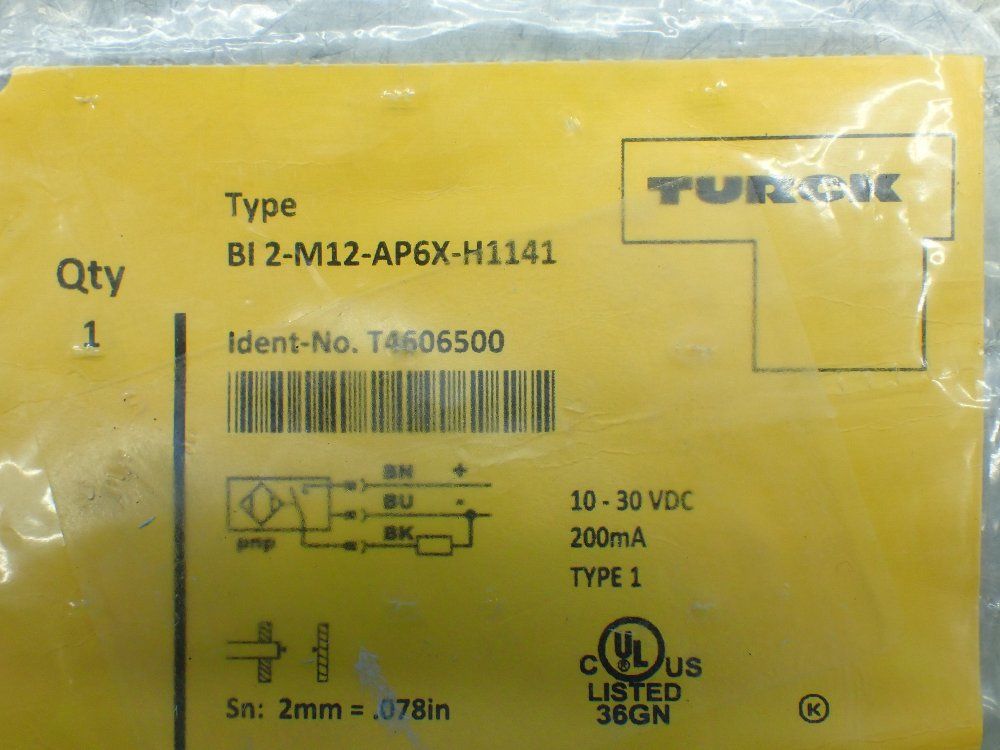 TURCK
Type
BI 2-M12-AP6X-H1141
Qty
1
Ident-No. T4606500
BN +
BU -
BK
pnp
10 - 30 VDC
200mA
TYPE 1
C UL ® US
LISTED
36GN
K
Sn: 2mm = .078in